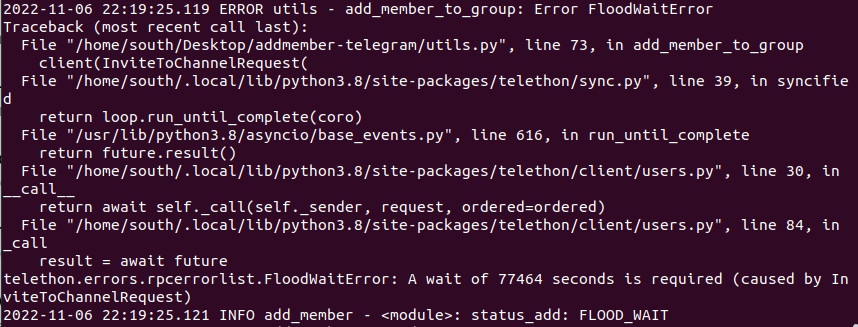 2022-11-06 22:19:25.119 ERROR utils - add_member_to_group: Error FloodWaitError
Traceback (most recent call last):
  File "/home/south/Desktop/addmember-telegram/utils.py", line 73, in add_member_to_group
    client(InviteToChannelRequest(
  File "/home/south/.local/lib/python3.8/site-packages/telethon/sync.py", line 39, in syncifie
d
    return loop.run_until_complete(coro)
  File "/usr/lib/python3.8/asyncio/base_events.py", line 616, in run_until_complete
    return future.result()
  File "/home/south/.local/lib/python3.8/site-packages/telethon/client/users.py", line 30, in
__call__
    return await self._call(self._sender, request, ordered=ordered)
  File "/home/south/.local/lib/python3.8/site-packages/telethon/client/users.py", line 84, in
_call
    result = await future
telethon.errors.rpcerrorlist.FloodWaitError: A wait of 77464 seconds is required (caused by In
viteToChannelRequest)
2022-11-06 22:19:25.121 INFO add_member - <module>: status_add: FLOOD_WAIT